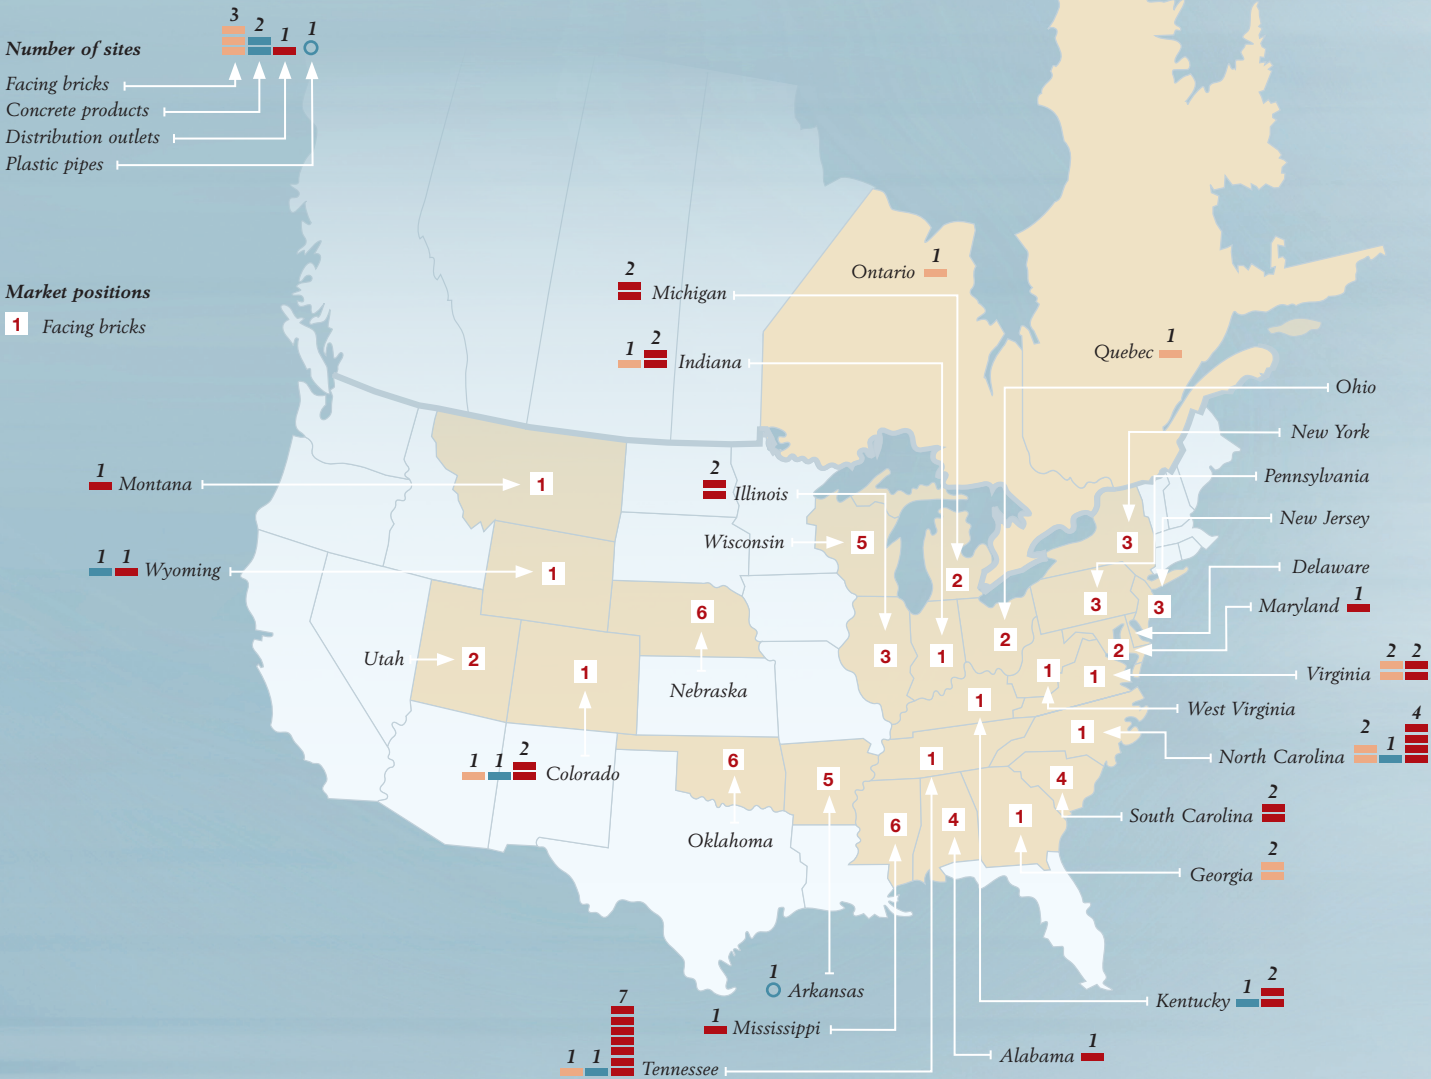 3 2 1 1
Number of sites
Facing bricks
Concrete products
Distribution outlets
Plastic pipes
Market positions
1 Facing bricks
1
Ontario
2
Michigan
1 2
Indiana
1
Quebec
Ohio
New York
Pennsylvania
New Jersey
Delaware
1
Maryland
2 2
Virginia
West Virginia
2 1 4
North Carolina
2
South Carolina
2
Georgia
1
Montana
1
1 1
Wyoming
1
2
Illinois
Wisconsin
5
3
2
6
3
3
Utah
2
1
3
1
2
2
1
1
Nebraska
1
1 1 2
Colorado
6
5
1
1
4
Oklahoma
6
4
1
1
Arkansas
1
Mississippi
1 2
Kentucky
1
Alabama
1 1 7
Tennessee